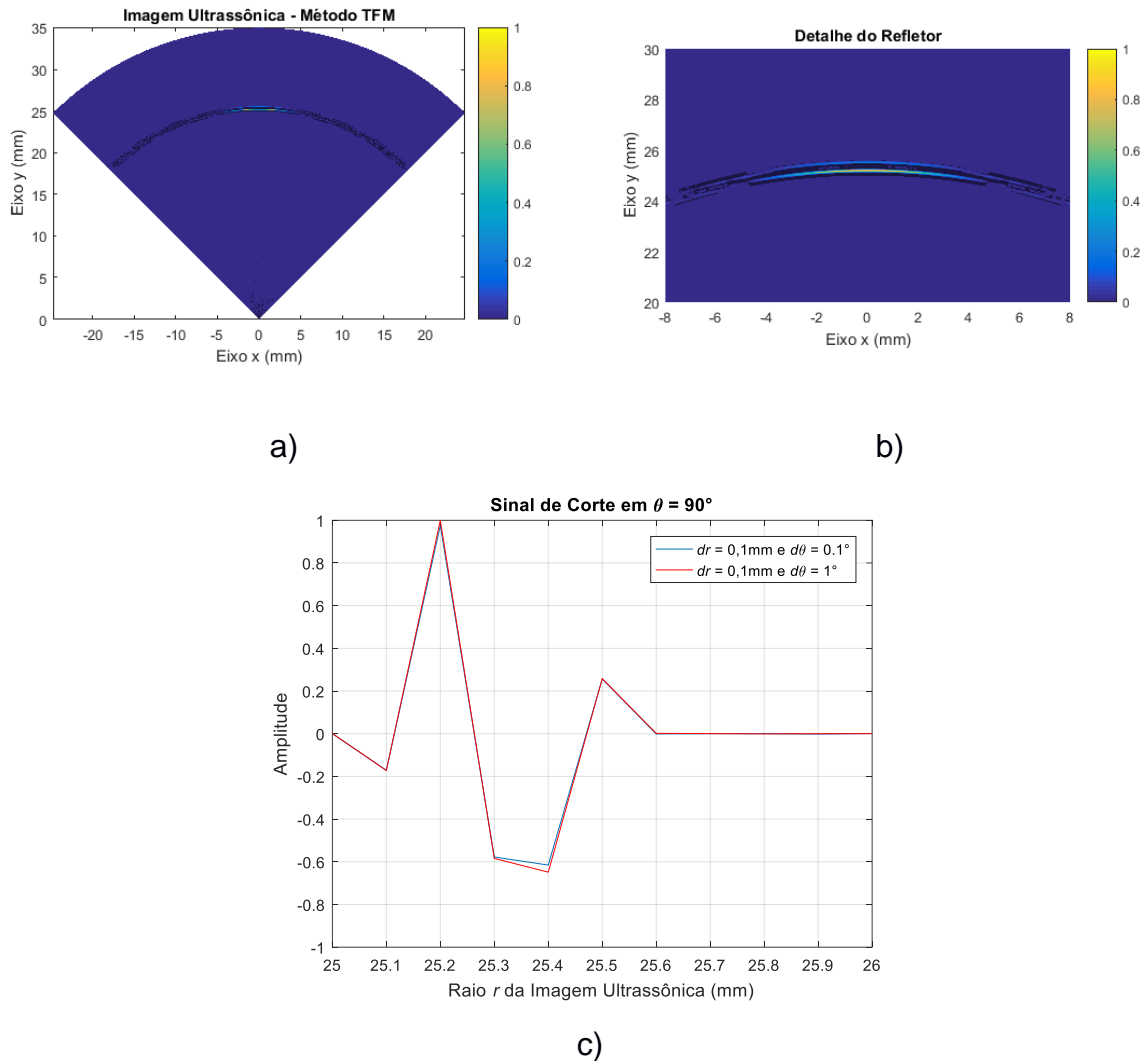 Imagem Ultrassônica - Método TFM
35
30
25
20
15
10
5
0
-20 -15 -10 -5 0 5 10 15 20
Eixo x (mm)
Eixo y (mm)
1
0.8
0.6
0.4
0.2
0
a)
Detalhe do Refletor
30
28
26
24
22
20
-8 -6 -4 -2 0 2 4 6 8
Eixo x (mm)
Eixo y (mm)
1
0.8
0.6
0.4
0.2
0
b)
Sinal de Corte em θ = 90°
1
0.8
0.6
0.4
0.2
0
-0.2
-0.4
-0.6
-0.8
-1
Amplitude
dr = 0,1mm e dθ = 0.1°
dr = 0,1mm e dθ = 1°
25 25.1 25.2 25.3 25.4 25.5 25.6 25.7 25.8 25.9 26
Raio r da Imagem Ultrassônica (mm)
c)